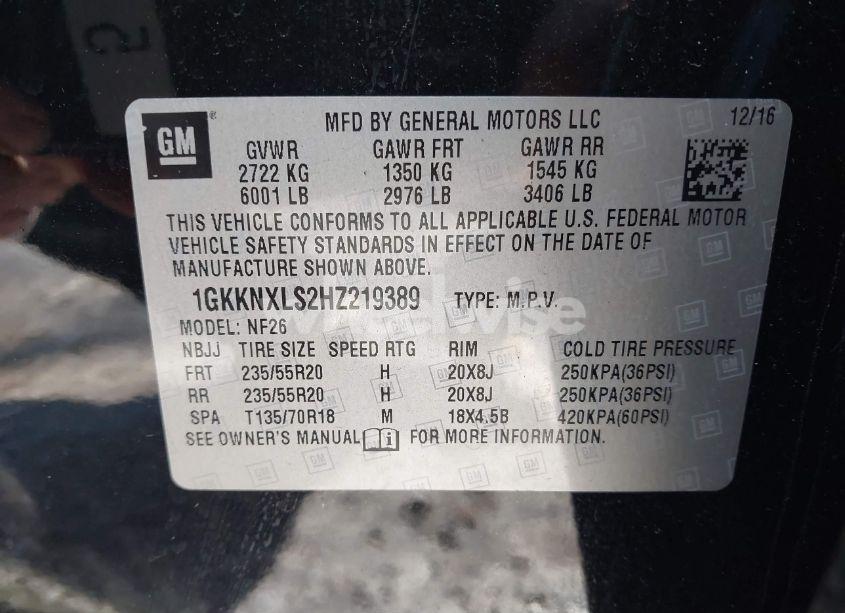 GM
MFD BY GENERAL MOTORS LLC 12/16
GVWR GAWR FRT GAWR RR
2722 KG 1350 KG 1545 KG
6001 LB 2976 LB 3406 LB
THIS VEHICLE CONFORMS TO ALL APPLICABLE U.S. FEDERAL MOTOR
VEHICLE SAFETY STANDARDS IN EFFECT ON THE DATE OF
MANUFACTURE SHOWN ABOVE.
1GKKNXLS2HZ219389 TYPE: M.P.V.
MODEL: NF26
NBJJ TIRE SIZE SPEED RTG RIM COLD TIRE PRESSURE
FRT 235/55R20 H 20X8J 250KPA(36PSI)
RR 235/55R20 H 20X8J 250KPA(36PSI)
SPA T135/70R18 M 18X4.5B 420KPA(60PSI)
SEE OWNER'S MANUAL FOR MORE INFORMATION.